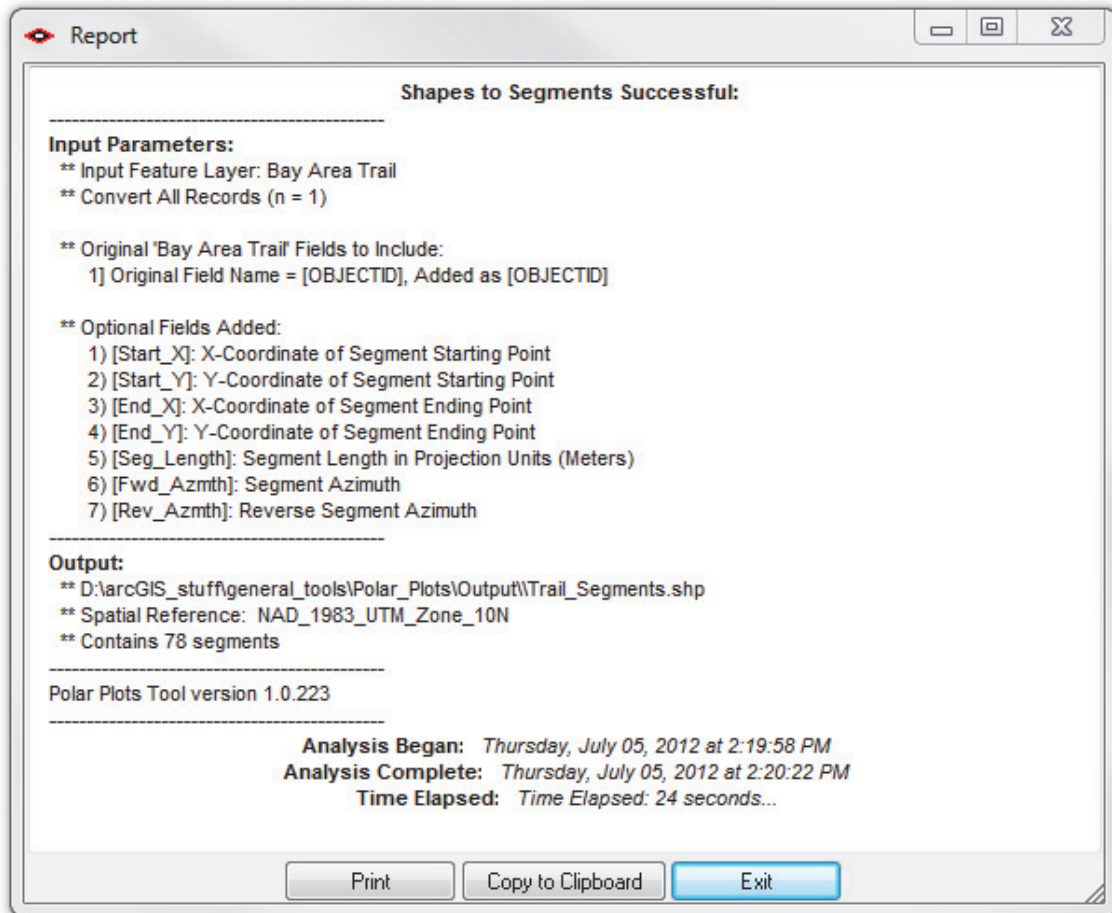 Report
Shapes to Segments Successful:
---------------------------------------------
Input Parameters:
** Input Feature Layer: Bay Area Trail
** Convert All Records (n = 1)
** Original 'Bay Area Trail' Fields to Include:
1] Original Field Name = [OBJECTID], Added as [OBJECTID]
** Optional Fields Added:
1) [Start_X]: X-Coordinate of Segment Starting Point
2) [Start_Y]: Y-Coordinate of Segment Starting Point
3) [End_X]: X-Coordinate of Segment Ending Point
4) [End_Y]: Y-Coordinate of Segment Ending Point
5) [Seg_Length]: Segment Length in Projection Units (Meters)
6) [Fwd_Azmth]: Segment Azimuth
7) [Rev_Azmth]: Reverse Segment Azimuth
---------------------------------------------
Output:
** D:\arcGIS_stuff\general_tools\Polar_Plots\Output\\Trail_Segments.shp
** Spatial Reference:  NAD_1983_UTM_Zone_10N
** Contains 78 segments
---------------------------------------------
Polar Plots Tool version 1.0.223
---------------------------------------------
Analysis Began: Thursday, July 05, 2012 at 2:19:58 PM
Analysis Complete: Thursday, July 05, 2012 at 2:20:22 PM
Time Elapsed: Time Elapsed: 24 seconds...
Print Copy to Clipboard Exit